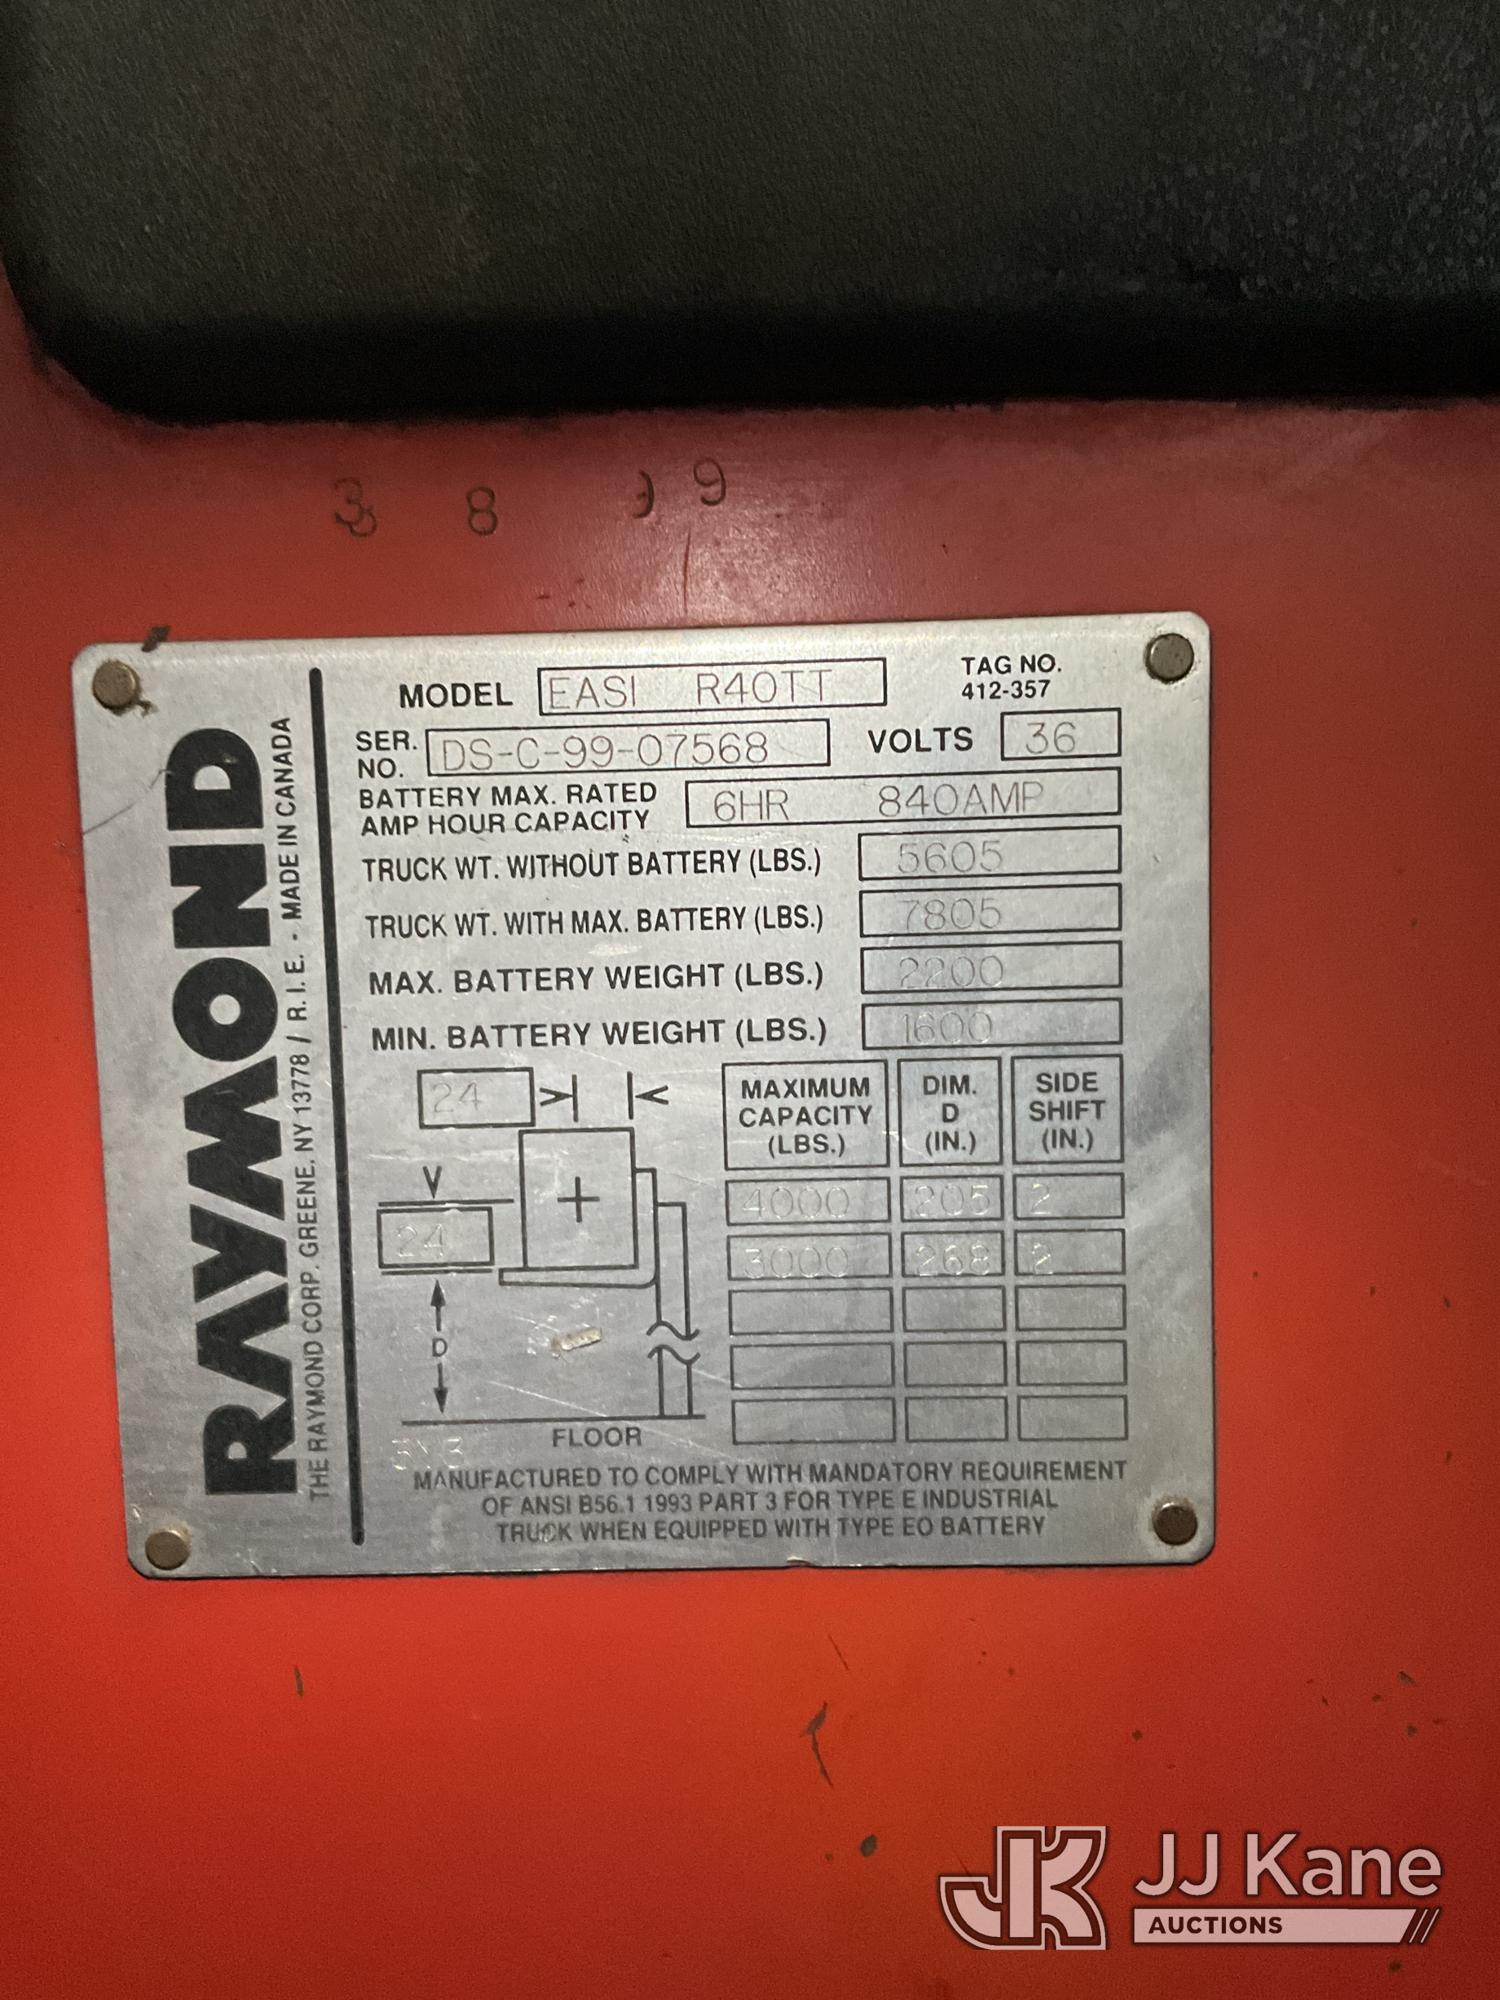 3 8 9
MODEL EASI R40TT
TAG NO.
412-357
SER. NO. DS-C-99-07568
VOLTS 36
BATTERY MAX. RATED
AMP HOUR CAPACITY
6HR 840AMP
TRUCK WT. WITHOUT BATTERY (LBS.) 5605
TRUCK WT. WITH MAX. BATTERY (LBS.) 7805
MAX. BATTERY WEIGHT (LBS.) 2200
MIN. BATTERY WEIGHT (LBS.) 1600
24
24
D
FLOOR
MAXIMUM CAPACITY (LBS.) DIM. D (IN.) SIDE SHIFT (IN.)
4000 205 2
3000 268 2
MANUFACTURED TO COMPLY WITH MANDATORY REQUIREMENT
OF ANSI B56.1 1993 PART 3 FOR TYPE E INDUSTRIAL
TRUCK WHEN EQUIPPED WITH TYPE EO BATTERY
RAYMOND
THE RAYMOND CORP. GREENE, NY 13778 / R. I. E. - MADE IN CANADA
JK JJ Kane
AUCTIONS